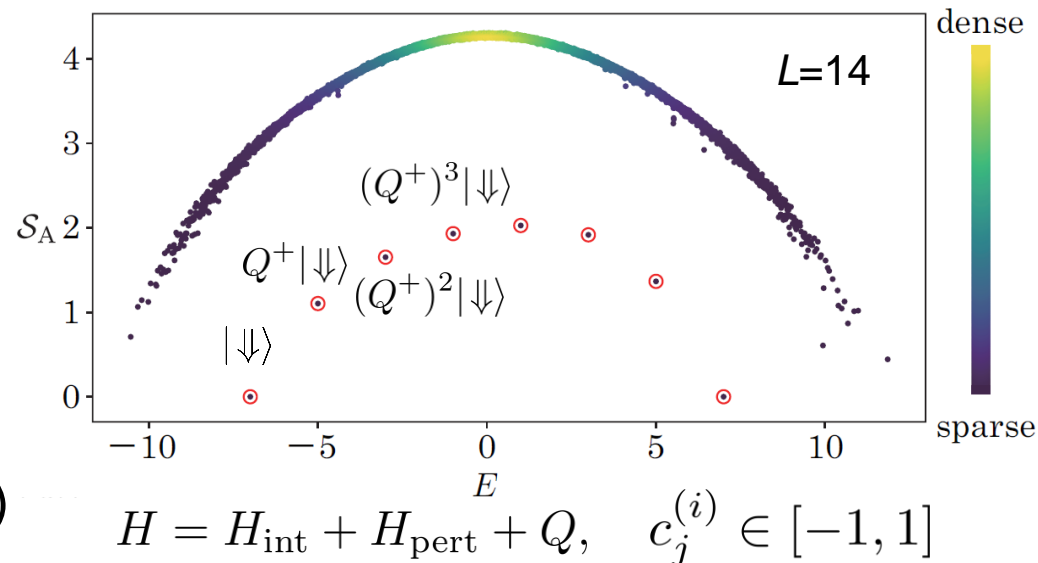 dense
L=14
4
3
(Q⁺)³|⇓⟩
S_A 2
Q⁺|⇓⟩
(Q⁺)²|⇓⟩
1
|⇓⟩
0
sparse
−10 −5 0 5 10
E
) H = H_int + H_pert + Q, c_j^(i) ∈ [−1, 1]